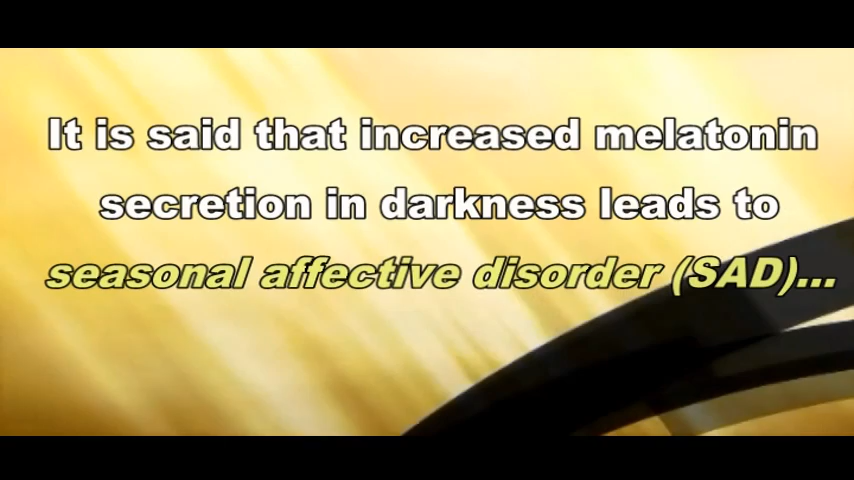 It is said that increased melatonin
secretion in darkness leads to
seasonal affective disorder (SAD)...